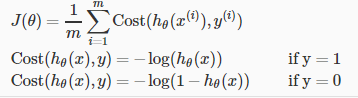 J(θ) = 1/m ∑_{i=1}^{m} Cost(h_θ(x^{(i)}), y^{(i)})
Cost(h_θ(x), y) = − log(h_θ(x)) if y = 1
Cost(h_θ(x), y) = − log(1 − h_θ(x)) if y = 0